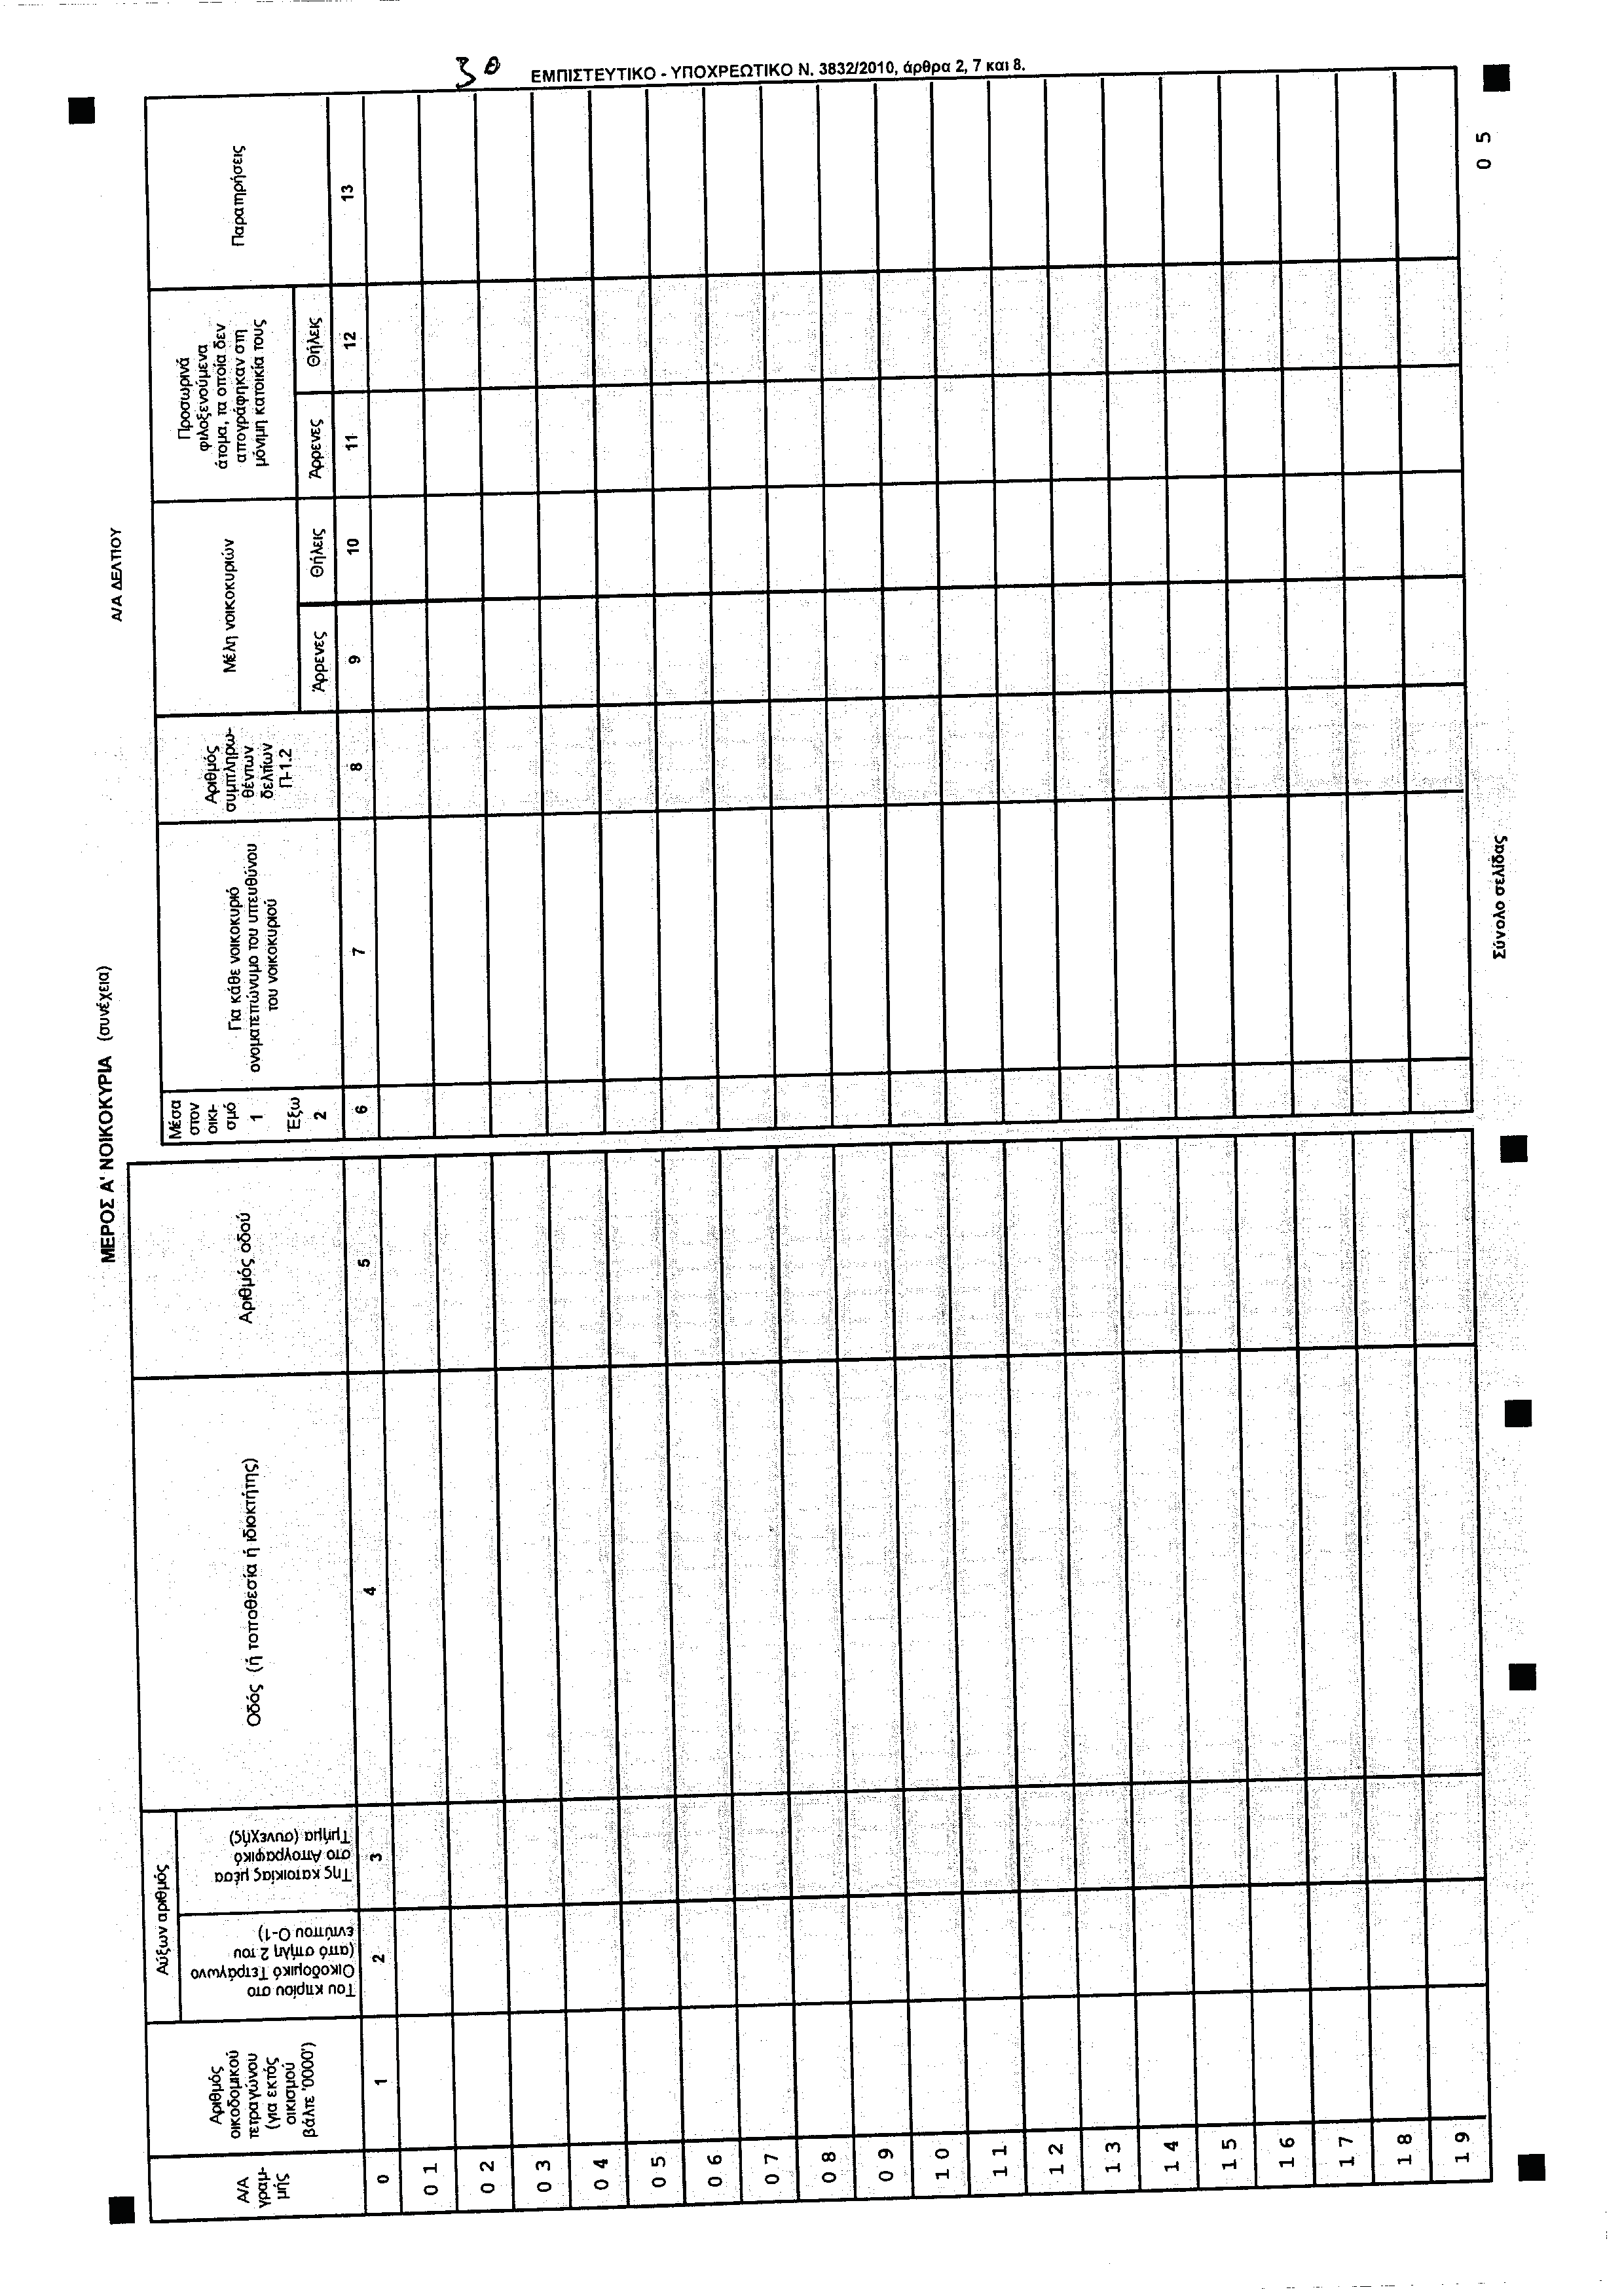 30
ΕΜΠΙΣΤΕΥΤΙΚΟ - ΥΠΟΧΡΕΩΤΙΚΟ Ν. 3832/2010, άρθρα 2, 7 και 8.
ΜΕΡΟΣ Α' ΝΟΙΚΟΚΥΡΙΑ (συνέχεια)
Α/Α ΔΕΛΤΙΟΥ
Α/Α
γραμ-
μής
Αριθμός
οικοδομικού
τετραγώνου
(για εκτός
οικισμού
βάλτε '0000')
Αύξων αριθμός
Του κτιρίου στο
Οικοδομικό Τετράγωνο
(από στήλη 2 του
εντύπου Ο-1)
Της κατοικίας μέσα
στο Απογραφικό
Τμήμα (συνεχής)
Οδός (ή τοποθεσία ή ιδιοκτήτης)
Αριθμός οδού
Μέσα
στον
οικι-
σμό
1
Έξω
2
Για κάθε νοικοκυριό
ονοματεπώνυμο του υπευθύνου
του νοικοκυριού
Αριθμός
συμπληρω-
θέντων
δελτίων
Π-1.2
Μέλη νοικοκυριών
Άρρενες
Θήλεις
Προσωρινά
φιλοξενούμενα
άτομα, τα οποία δεν
απογράφηκαν στη
μόνιμη κατοικία τους
Άρρενες
Θήλεις
Παρατηρήσεις
0 1 2 3 4 5 6 7 8 9 10 11 12 13
0 1
0 2
0 3
0 4
0 5
0 6
0 7
0 8
0 9
1 0
1 1
1 2
1 3
1 4
1 5
1 6
1 7
1 8
1 9
Σύνολο σελίδας
0 5